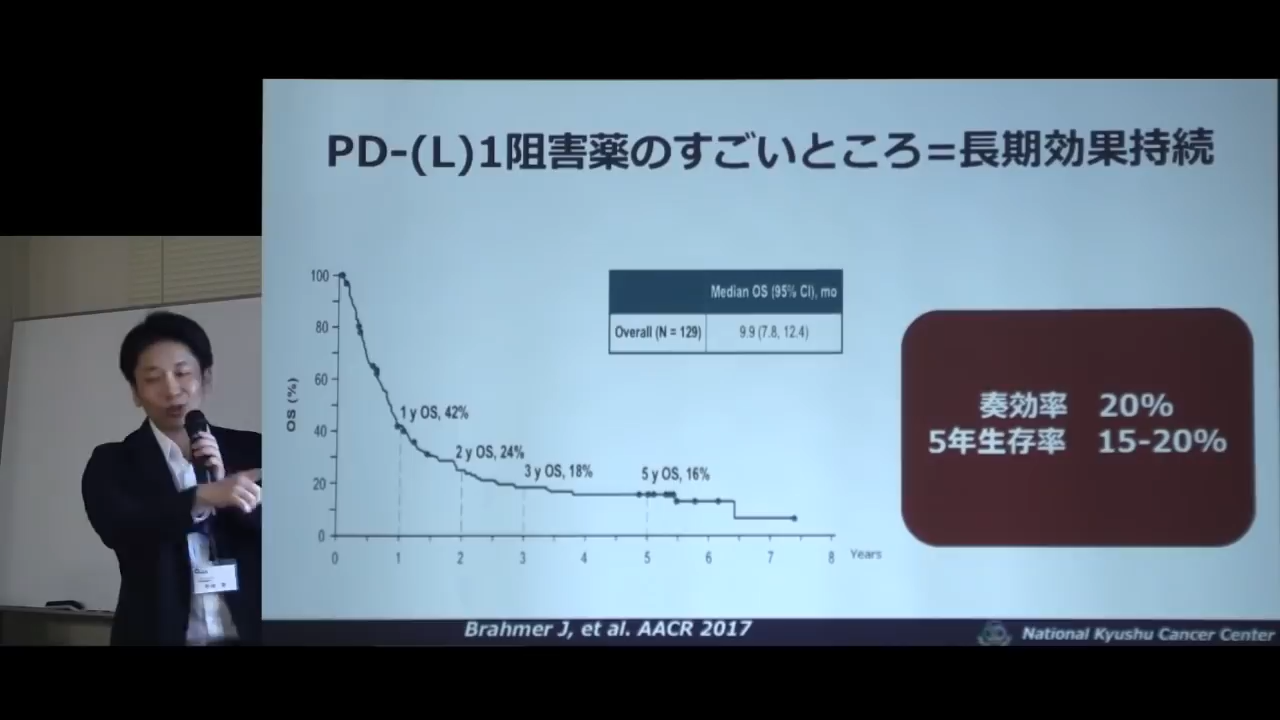 PD-(L)1阻害薬のすごいところ=長期効果持続
Median OS (95% CI), mo
Overall (N = 129) 9.9 (7.8, 12.4)
OS (%)
100
80
60
40
20
0
1 y OS, 42%
2 y OS, 24%
3 y OS, 18%
5 y OS, 16%
0 1 2 3 4 5 6 7 8 Years
奏効率 20%
5年生存率 15-20%
Brahmer J, et al. AACR 2017
National Kyushu Cancer Center